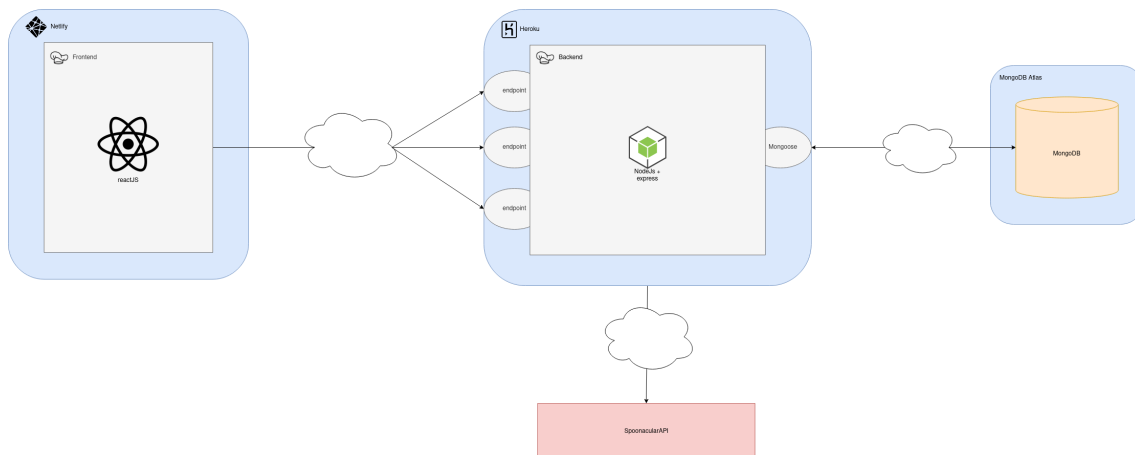 Netlify
Frontend
reactJS
Heroku
Backend
endpoint
endpoint
endpoint
NodeJs +
express
Mongoose
MongoDB Atlas
MongoDB
SpoonacularAPI